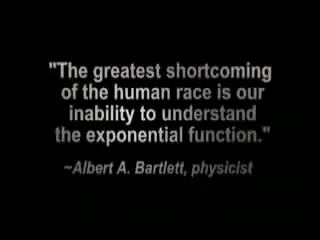 "The greatest shortcoming
of the human race is our
inability to understand
the exponential function."
~Albert A. Bartlett, physicist